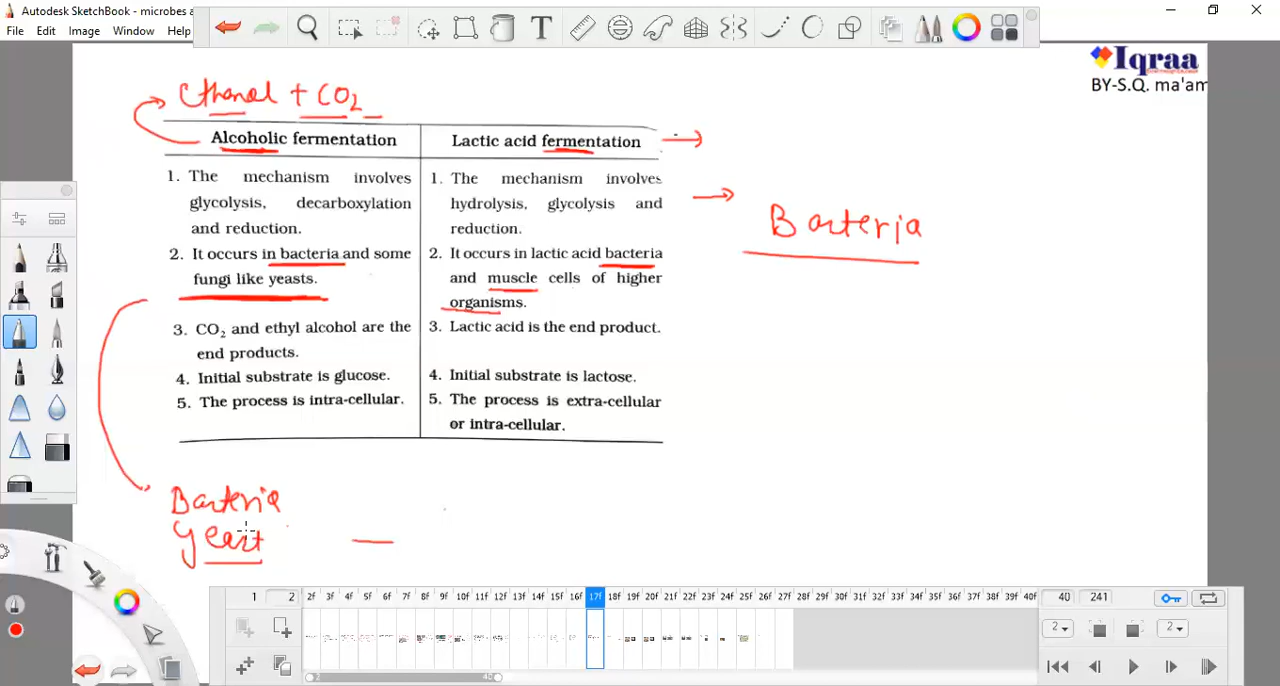 Autodesk SketchBook - microbes a
File Edit Image Window Help
Iqraa
BY-S.Q. ma'am
Ethanol + CO2
Alcoholic fermentation
1. The mechanism involves
glycolysis, decarboxylation
and reduction.
2. It occurs in bacteria and some
fungi like yeasts.
3. CO2 and ethyl alcohol are the
end products.
4. Initial substrate is glucose.
5. The process is intra-cellular.
Lactic acid fermentation
1. The mechanism involves
hydrolysis, glycolysis and
reduction.
2. It occurs in lactic acid bacteria
and muscle cells of higher
organisms.
3. Lactic acid is the end product.
4. Initial substrate is lactose.
5. The process is extra-cellular
or intra-cellular.
Bacteria
Bacteria
Yeast
1 2 2f 3f 4f 5f 6f 7f 8f 9f 10f 11f 12f 13f 14f 15f 16f 17f 18f 19f 20f 21f 22f 23f 24f 25f 26f 27f 28f 29f 30f 31f 32f 33f 34f 35f 36f 37f 38f 39f 40f 40 241
2 2
2